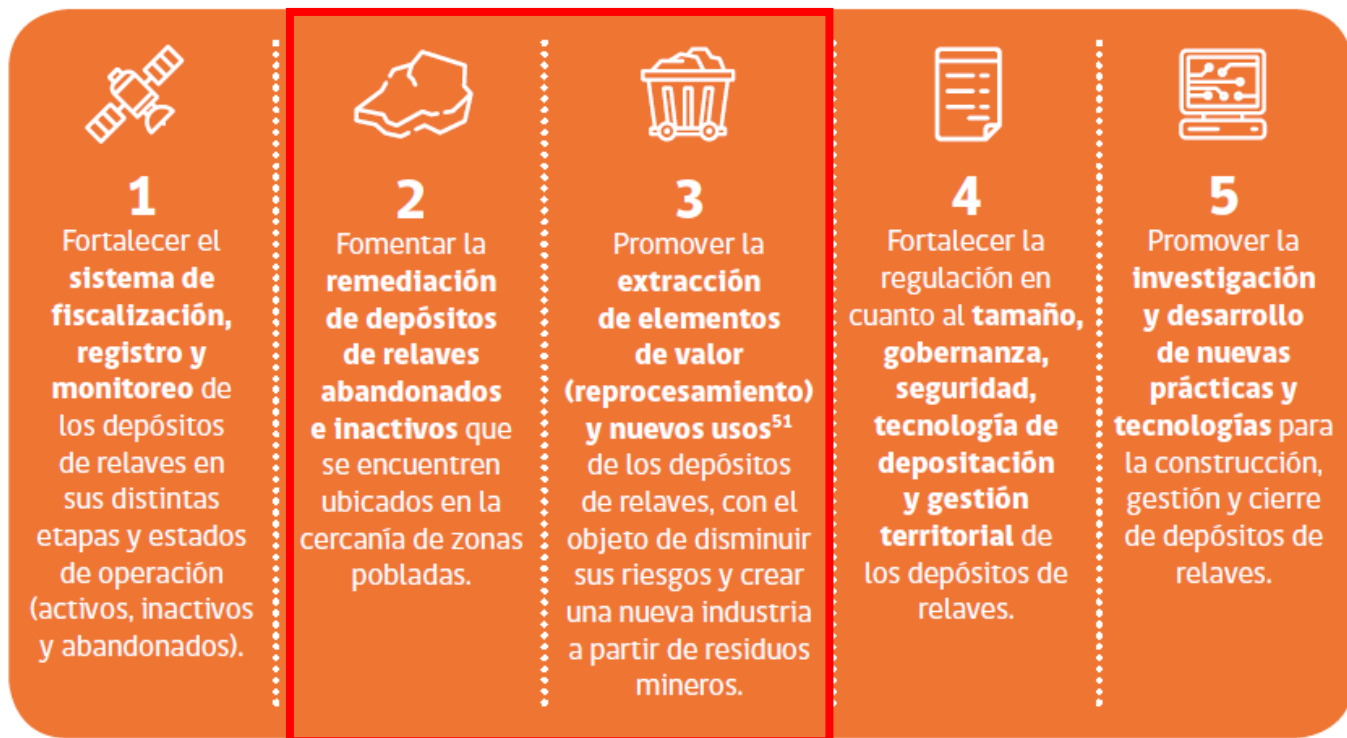 1
Fortalecer el
sistema de
fiscalización,
registro y
monitoreo de
los depósitos
de relaves en
sus distintas
etapas y estados
de operación
(activos, inactivos
y abandonados).
2
Fomentar la
remediación
de depósitos
de relaves
abandonados
e inactivos que
se encuentren
ubicados en la
cercanía de zonas
pobladas.
3
Promover la
extracción
de elementos
de valor
(reprocesamiento)
y nuevos usos⁵¹
de los depósitos
de relaves, con el
objeto de disminuir
sus riesgos y crear
una nueva industria
a partir de residuos
mineros.
4
Fortalecer la
regulación en
cuanto al tamaño,
gobernanza,
seguridad,
tecnología de
depositación
y gestión
territorial de
los depósitos de
relaves.
5
Promover la
investigación
y desarrollo
de nuevas
prácticas y
tecnologías para
la construcción,
gestión y cierre
de depósitos de
relaves.